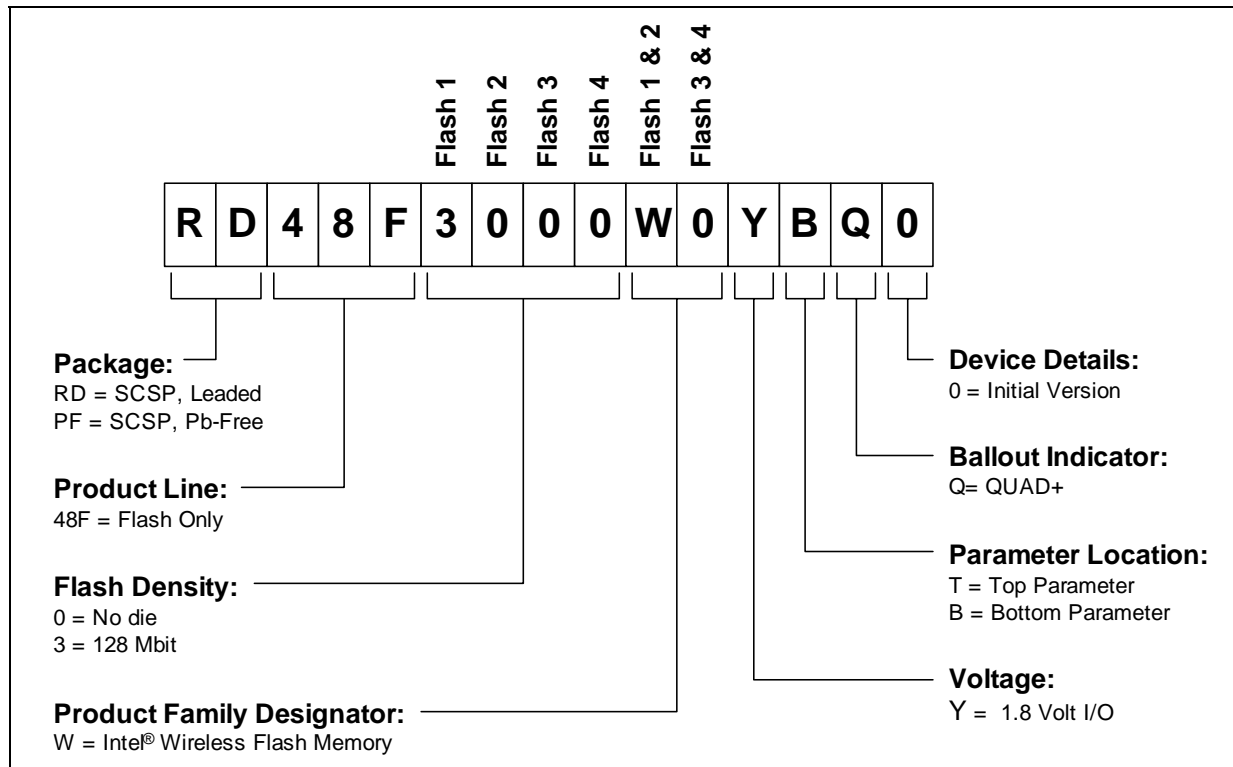 Flash 1
Flash 2
Flash 3
Flash 4
Flash 1 & 2
Flash 3 & 4
R D 4 8 F 3 0 0 0 W 0 Y B Q 0
Package:
RD = SCSP, Leaded
PF = SCSP, Pb-Free
Product Line:
48F = Flash Only
Flash Density:
0 = No die
3 = 128 Mbit
Product Family Designator:
W = Intel® Wireless Flash Memory
Device Details:
0 = Initial Version
Ballout Indicator:
Q= QUAD+
Parameter Location:
T = Top Parameter
B = Bottom Parameter
Voltage:
Y = 1.8 Volt I/O